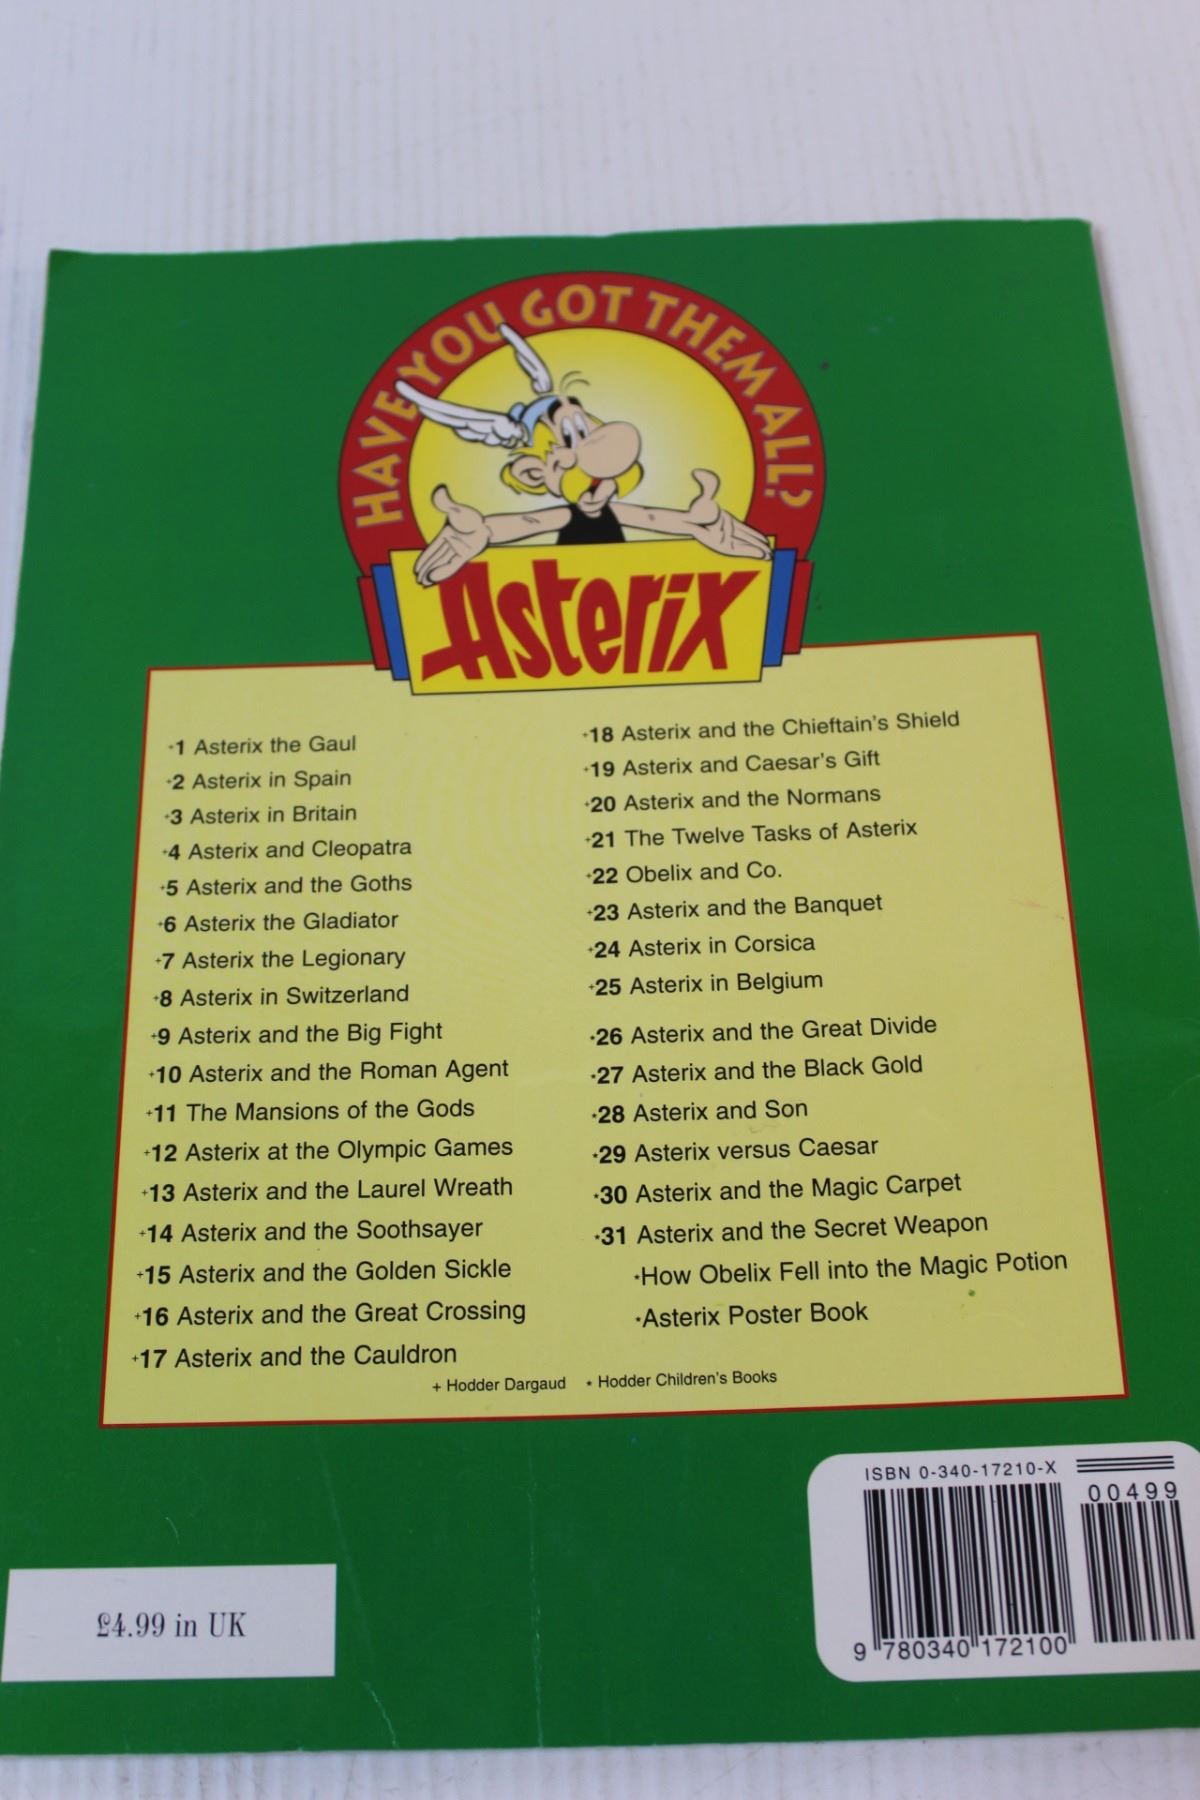 HAVE YOU GOT THEM ALL?
Asterix
+1 Asterix the Gaul
+2 Asterix in Spain
+3 Asterix in Britain
+4 Asterix and Cleopatra
+5 Asterix and the Goths
+6 Asterix the Gladiator
+7 Asterix the Legionary
+8 Asterix in Switzerland
+9 Asterix and the Big Fight
+10 Asterix and the Roman Agent
+11 The Mansions of the Gods
+12 Asterix at the Olympic Games
+13 Asterix and the Laurel Wreath
+14 Asterix and the Soothsayer
+15 Asterix and the Golden Sickle
+16 Asterix and the Great Crossing
+17 Asterix and the Cauldron
+18 Asterix and the Chieftain's Shield
+19 Asterix and Caesar's Gift
+20 Asterix and the Normans
+21 The Twelve Tasks of Asterix
+22 Obelix and Co.
+23 Asterix and the Banquet
+24 Asterix in Corsica
+25 Asterix in Belgium
*26 Asterix and the Great Divide
*27 Asterix and the Black Gold
*28 Asterix and Son
*29 Asterix versus Caesar
*30 Asterix and the Magic Carpet
*31 Asterix and the Secret Weapon
*How Obelix Fell into the Magic Potion
*Asterix Poster Book
+ Hodder Dargaud * Hodder Children's Books
ISBN 0-340-17210-X
00499
9 780340 172100
£4.99 in UK